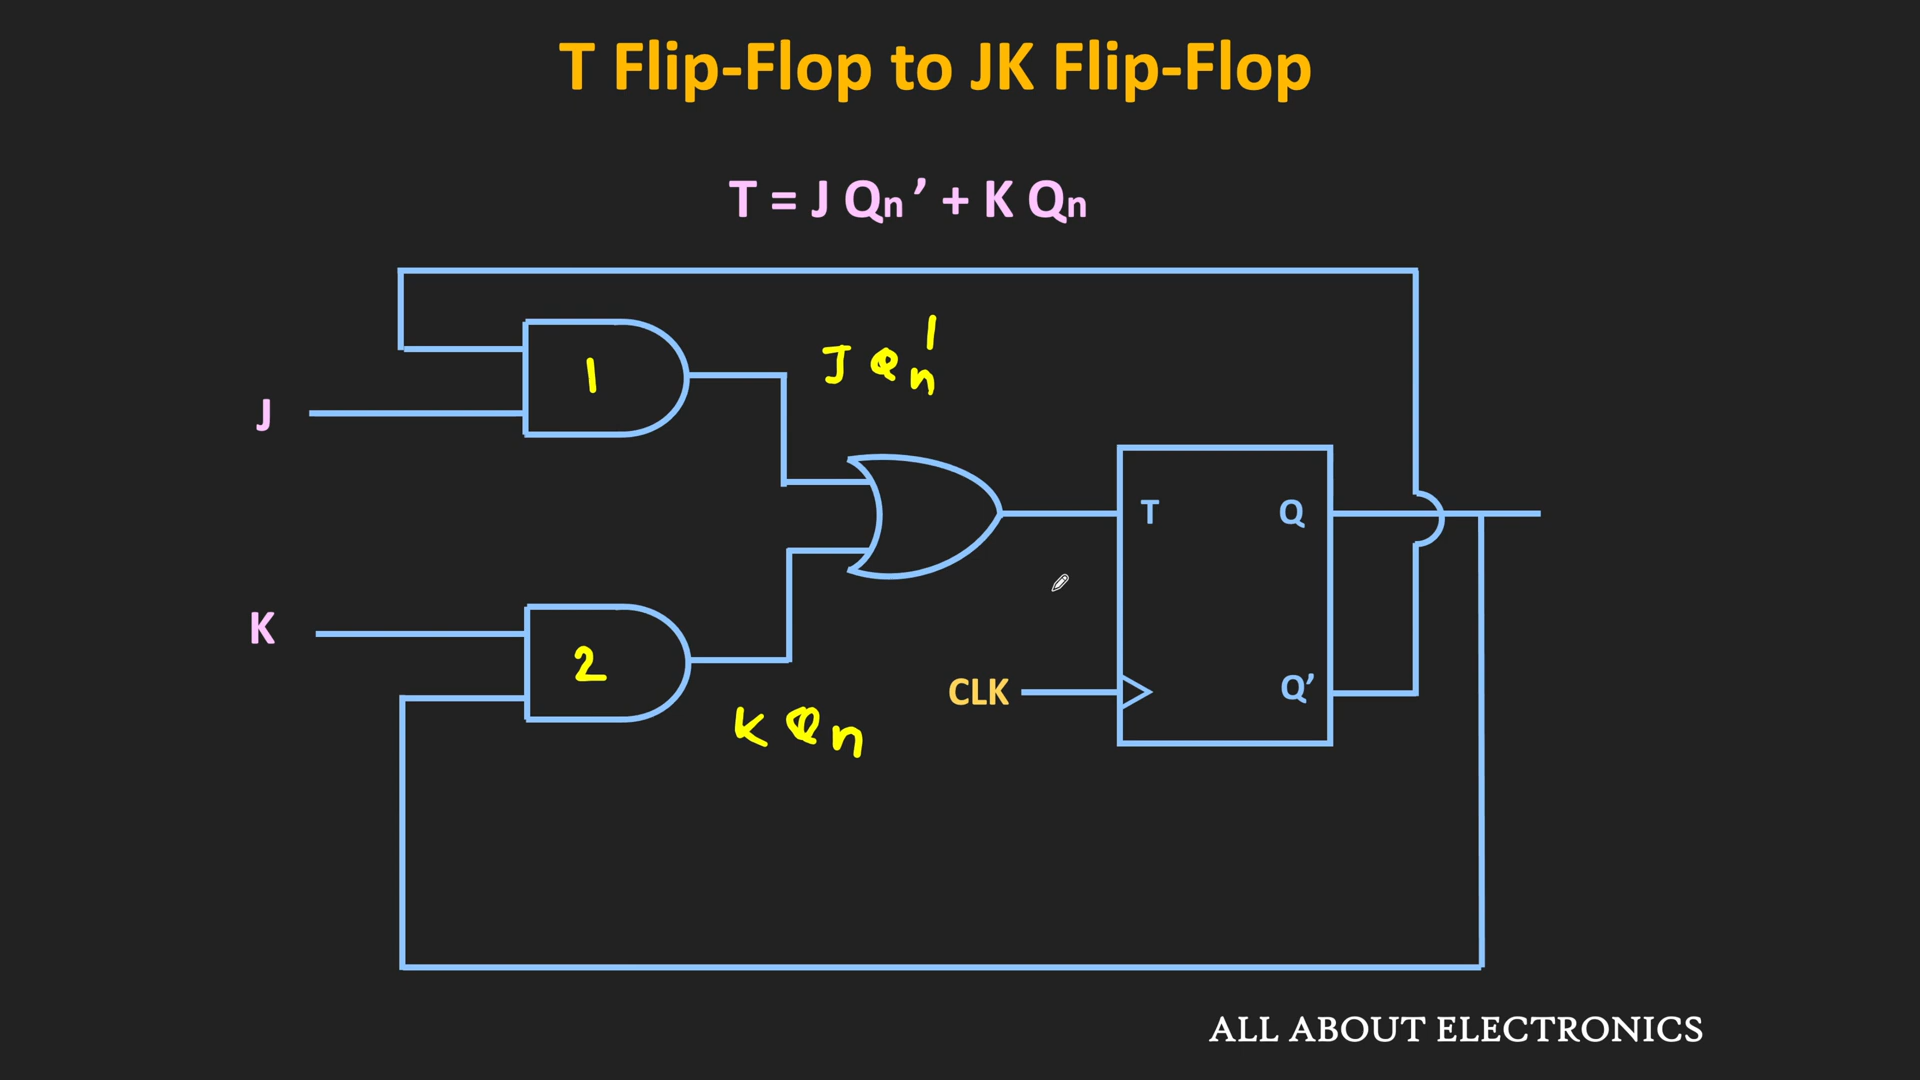 T Flip-Flop to JK Flip-Flop
T = J Qn’ + K Qn
1
J Qn'
J
T
Q
K
2
K Qn
CLK
Q’
ALL ABOUT ELECTRONICS